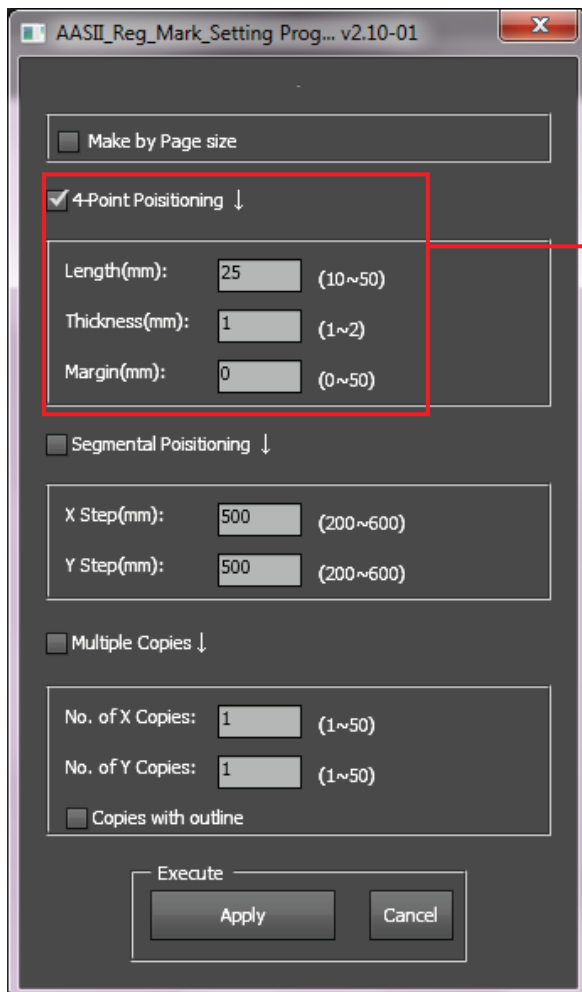 AASII_Reg_Mark_Setting Prog... v2.10-01
Make by Page size
4-Point Poisitioning ↓
Length(mm): 25 (10~50)
Thickness(mm): 1 (1~2)
Margin(mm): 0 (0~50)
Segmental Poisitioning ↓
X Step(mm): 500 (200~600)
Y Step(mm): 500 (200~600)
Multiple Copies ↓
No. of X Copies: 1 (1~50)
No. of Y Copies: 1 (1~50)
Copies with outline
Execute
Apply Cancel